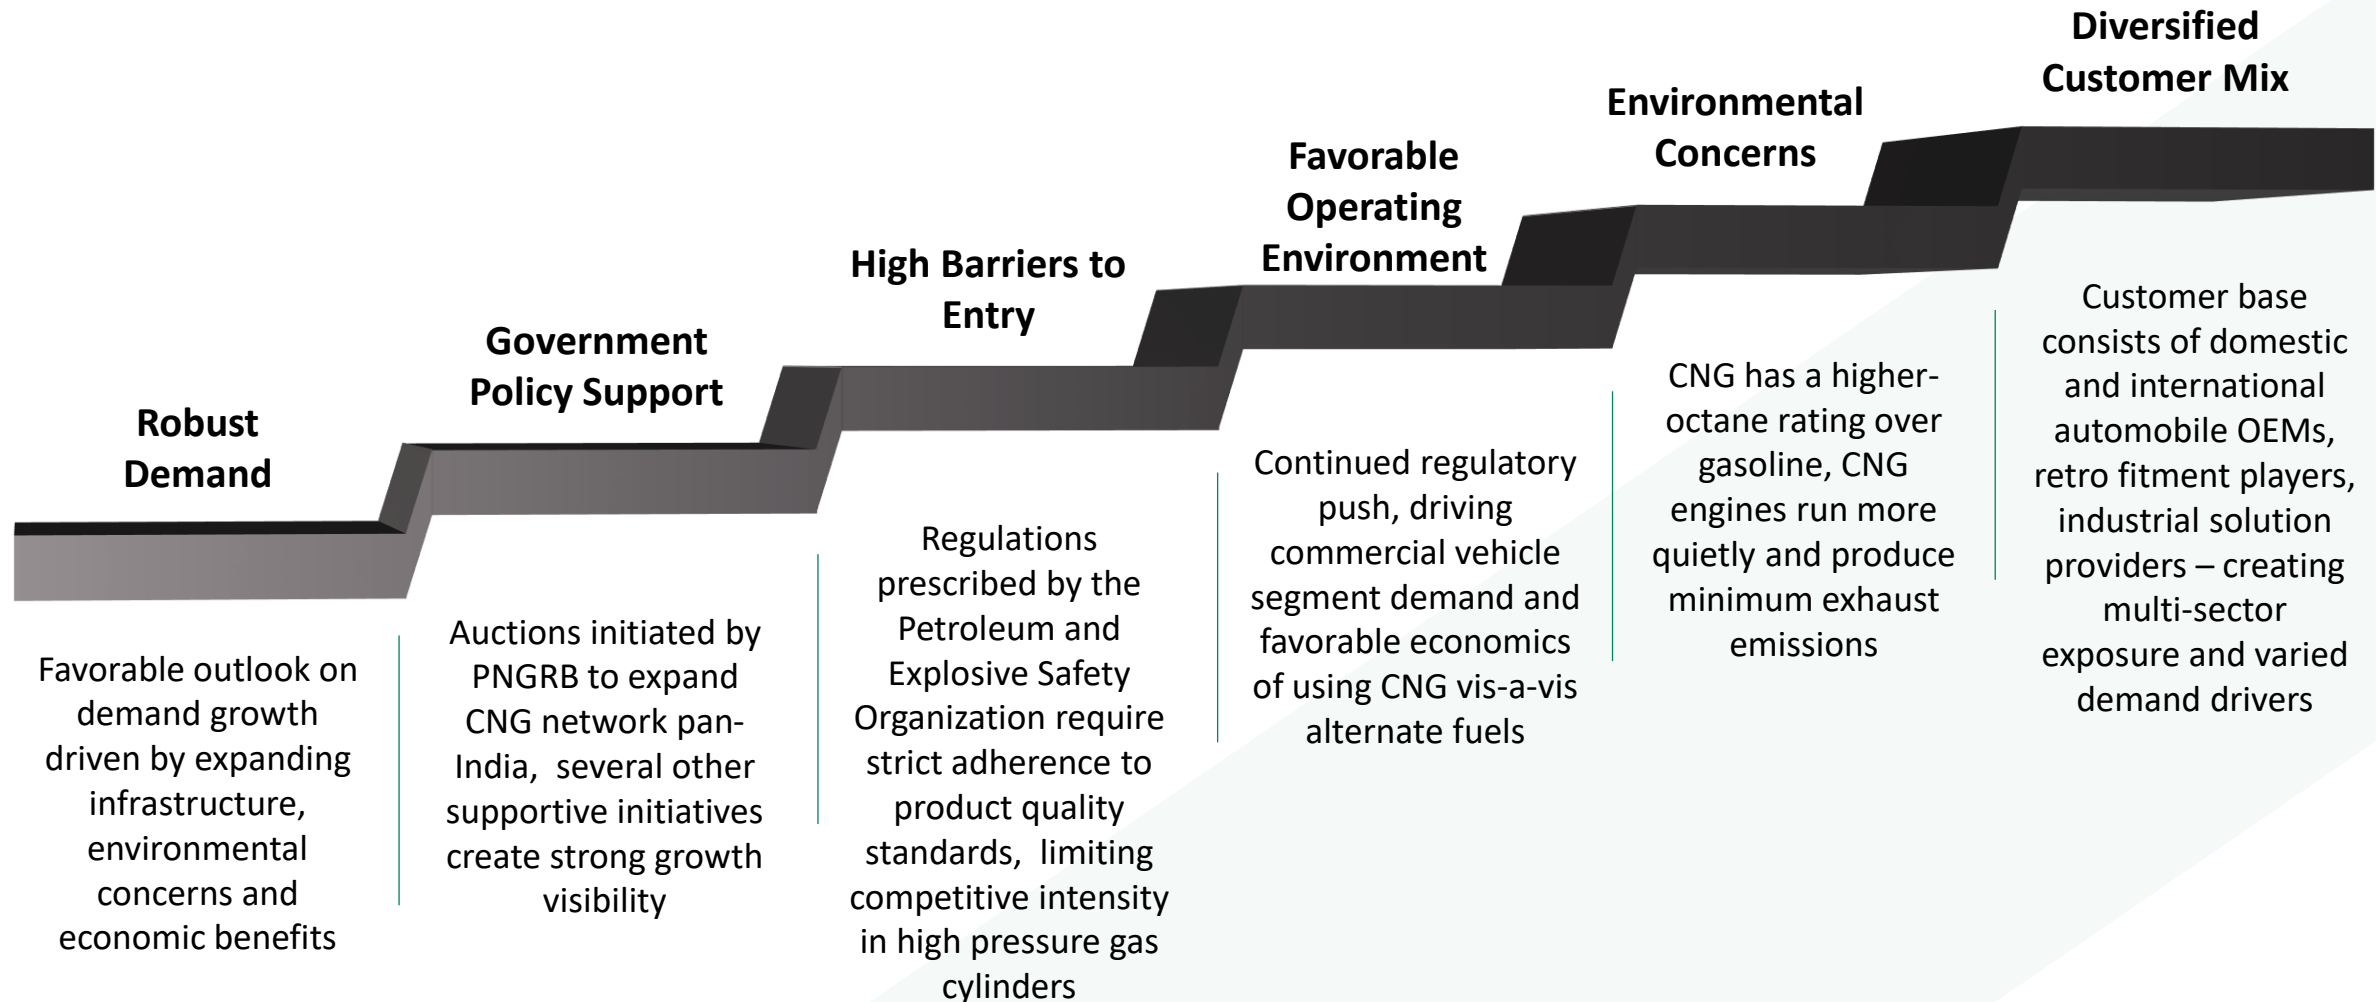 Robust
Demand
Favorable outlook on
demand growth
driven by expanding
infrastructure,
environmental
concerns and
economic benefits
Government
Policy Support
Auctions initiated by
PNGRB to expand
CNG network pan-
India, several other
supportive initiatives
create strong growth
visibility
High Barriers to
Entry
Regulations
prescribed by the
Petroleum and
Explosive Safety
Organization require
strict adherence to
product quality
standards, limiting
competitive intensity
in high pressure gas
cylinders
Favorable
Operating
Environment
Continued regulatory
push, driving
commercial vehicle
segment demand and
favorable economics
of using CNG vis-a-vis
alternate fuels
Environmental
Concerns
CNG has a higher-
octane rating over
gasoline, CNG
engines run more
quietly and produce
minimum exhaust
emissions
Diversified
Customer Mix
Customer base
consists of domestic
and international
automobile OEMs,
retro fitment players,
industrial solution
providers – creating
multi-sector
exposure and varied
demand drivers